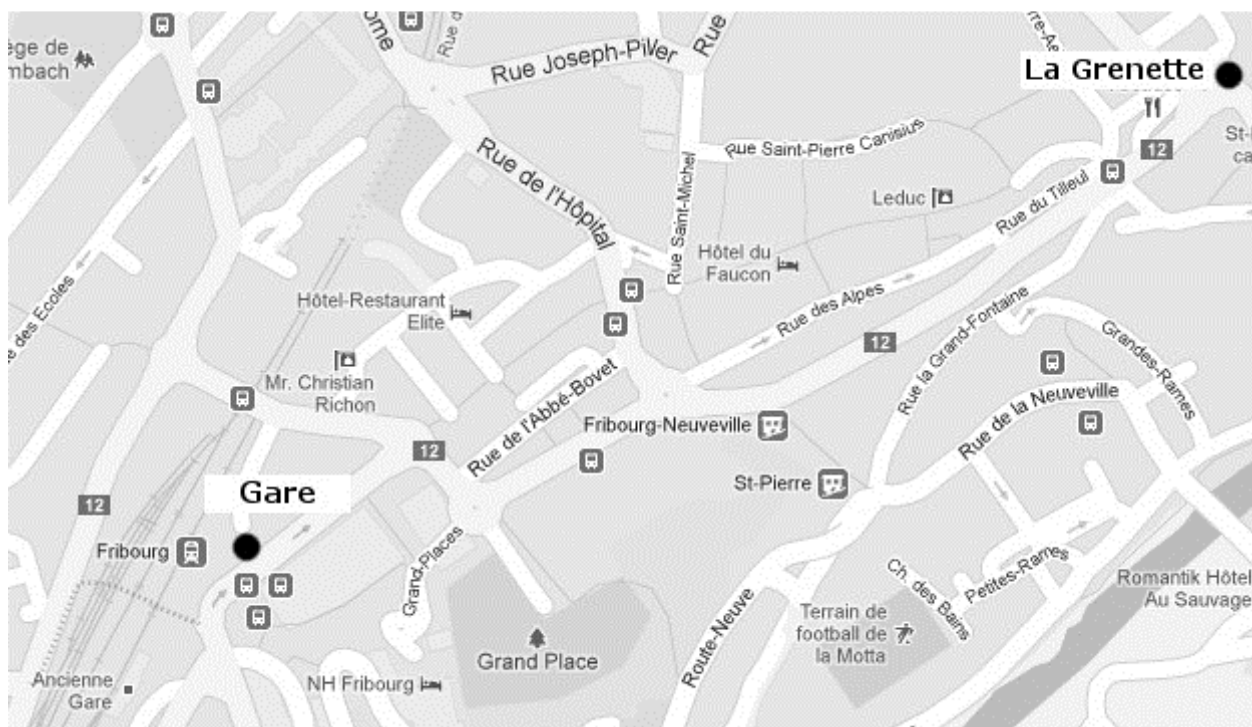 Rue Joseph-Piller
Rue
La Grenette
Rue Saint-Pierre Canisius
12
Rue de l'Hôpital
Rue Saint-Michel
Leduc
Rue du Tilleul
Hôtel du
Faucon
Hôtel-Restaurant
Elite
Rue des Alpes
Rue la Grand-Fontaine
Grandes-Rames
12
12
Mr. Christian
Richon
Rue de l'Abbé-Bovet
Fribourg-Neuveville
Rue de la Neuveville
12
12
Gare
St-Pierre
Fribourg
Grand-Places
Petites-Rames
Ch. des Bains
Romantik Hôtel
Au Sauvage
Terrain de
football de
la Motta
Route-Neuve
Grand Place
NH Fribourg
Ancienne
Gare
des Ecoles